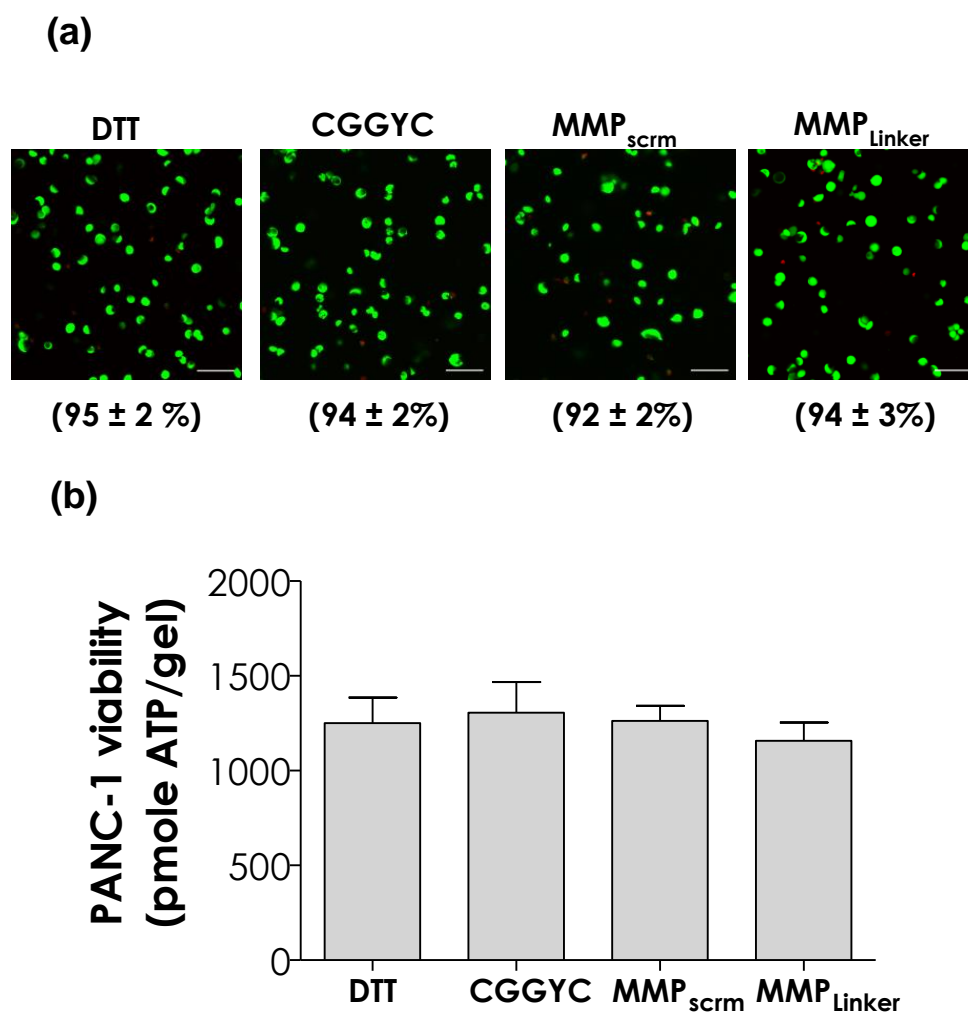 (a)
DTT CGGYC MMPscrm MMPLinker
(95 ± 2 %) (94 ± 2%) (92 ± 2%) (94 ± 3%)
(b)
PANC-1 viability
(pmole ATP/gel)
2000
1500
1000
500
0
DTT CGGYC MMPscrm MMPLinker